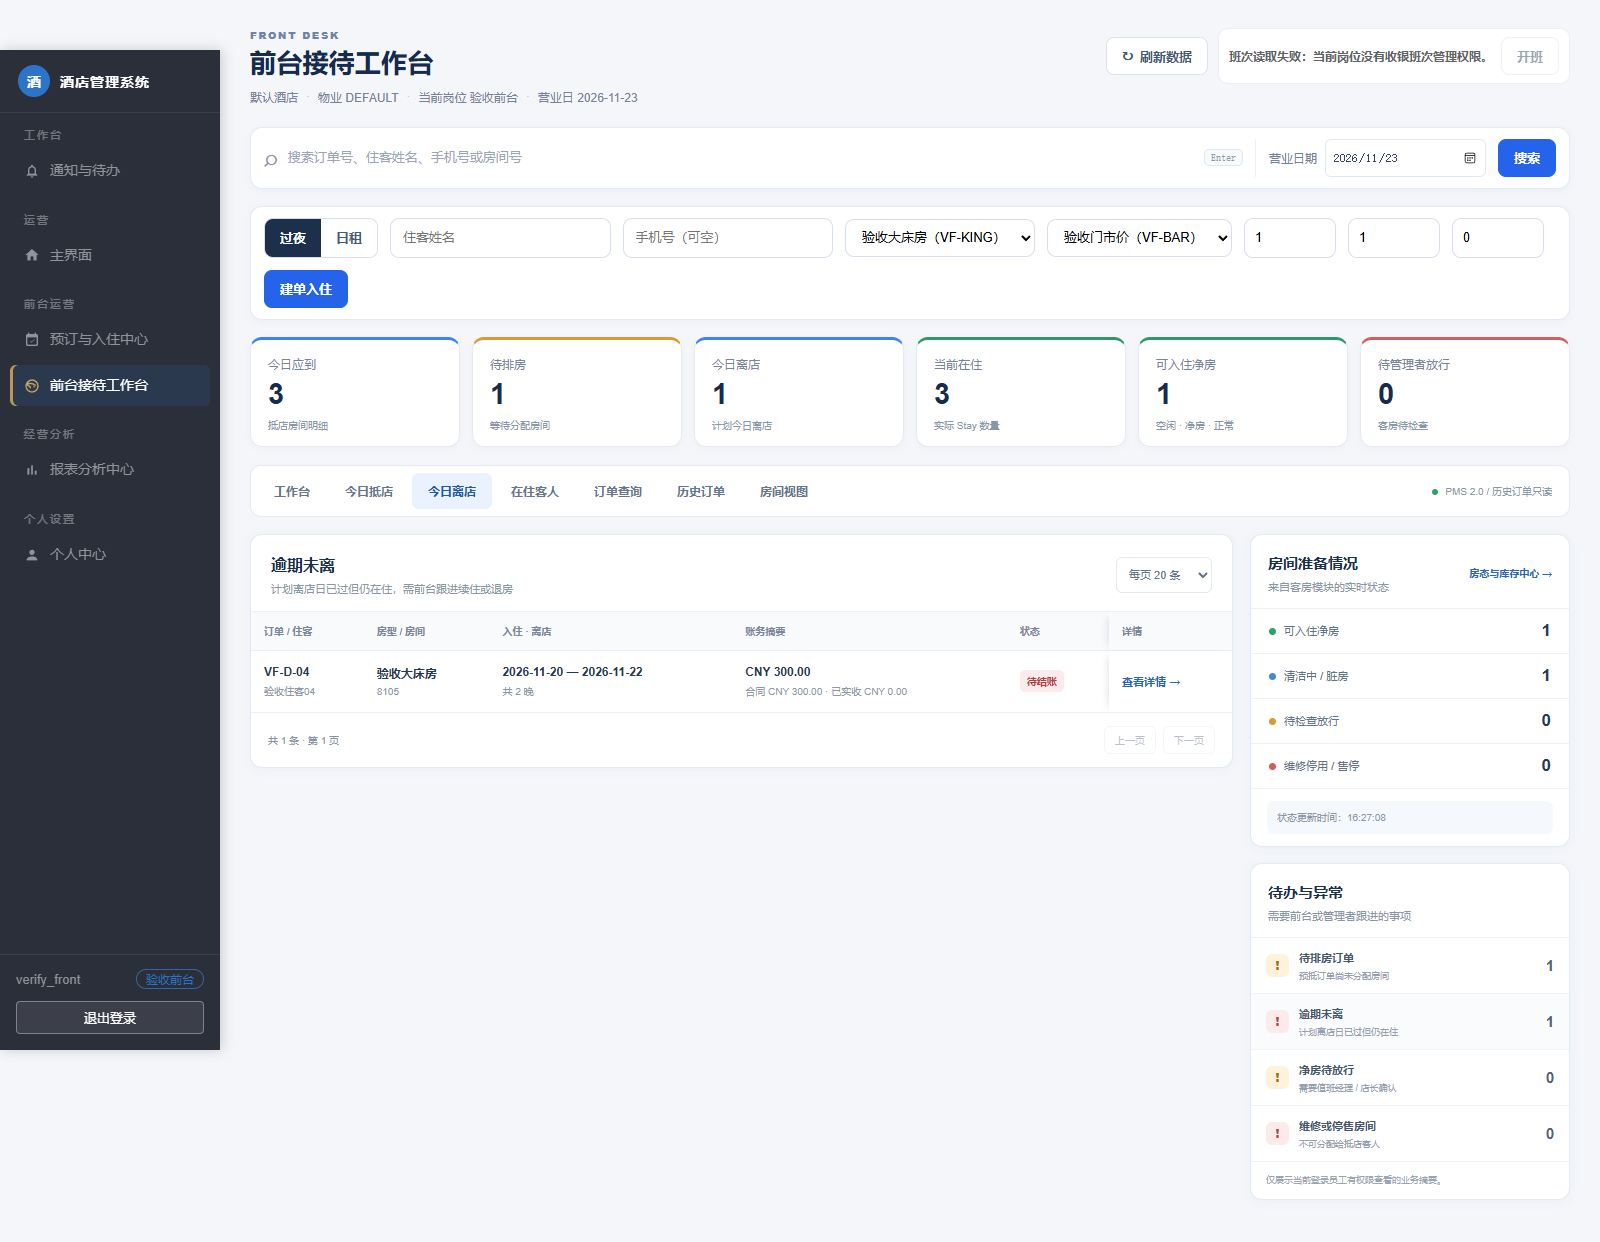 酒
酒店管理系统
工作台
通知与待办
运营
主界面
前台运营
预订与入住中心
前台接待工作台
经营分析
报表分析中心
个人设置
个人中心
verify_front
验收前台
退出登录
FRONT DESK
前台接待工作台
默认酒店 · 物业 DEFAULT · 当前岗位 验收前台 · 营业日 2026-11-23
↻ 刷新数据
班次读取失败：当前岗位没有收银班次管理权限。
开班
搜索订单号、住客姓名、手机号或房间号
Enter
营业日期
2026/11/23
搜索
过夜
日租
住客姓名
手机号（可空）
验收大床房（VF-KING）
验收门市价（VF-BAR）
1
1
0
建单入住
今日应到
3
抵店房间明细
待排房
1
等待分配房间
今日离店
1
计划今日离店
当前在住
3
实际 Stay 数量
可入住净房
1
空闲 · 净房 · 正常
待管理者放行
0
客房待检查
工作台
今日抵店
今日离店
在住客人
订单查询
历史订单
房间视图
PMS 2.0 / 历史订单只读
逾期未离
计划离店日已过但仍在住，需前台跟进续住或退房
每页 20 条
订单 / 住客
房型 / 房间
入住 · 离店
账务摘要
状态
详情
VF-D-04
验收住客04
验收大床房
8105
2026-11-20 — 2026-11-22
共 2 晚
CNY 300.00
合同 CNY 300.00 · 已实收 CNY 0.00
待结账
查看详情 →
共 1 条 · 第 1 页
上一页
下一页
房间准备情况
来自客房模块的实时状态
房态与库存中心 →
可入住净房
1
清洁中 / 脏房
1
待检查放行
0
维修停用 / 售停
0
状态更新时间：16:27:08
待办与异常
需要前台或管理者跟进的事项
!
待排房订单
预抵订单尚未分配房间
1
!
逾期未离
计划离店日已过但仍在住
1
!
净房待放行
需要值班经理 / 店长确认
0
!
维修或停售房间
不可分配给抵店客人
0
仅展示当前登录员工有权限查看的业务摘要。